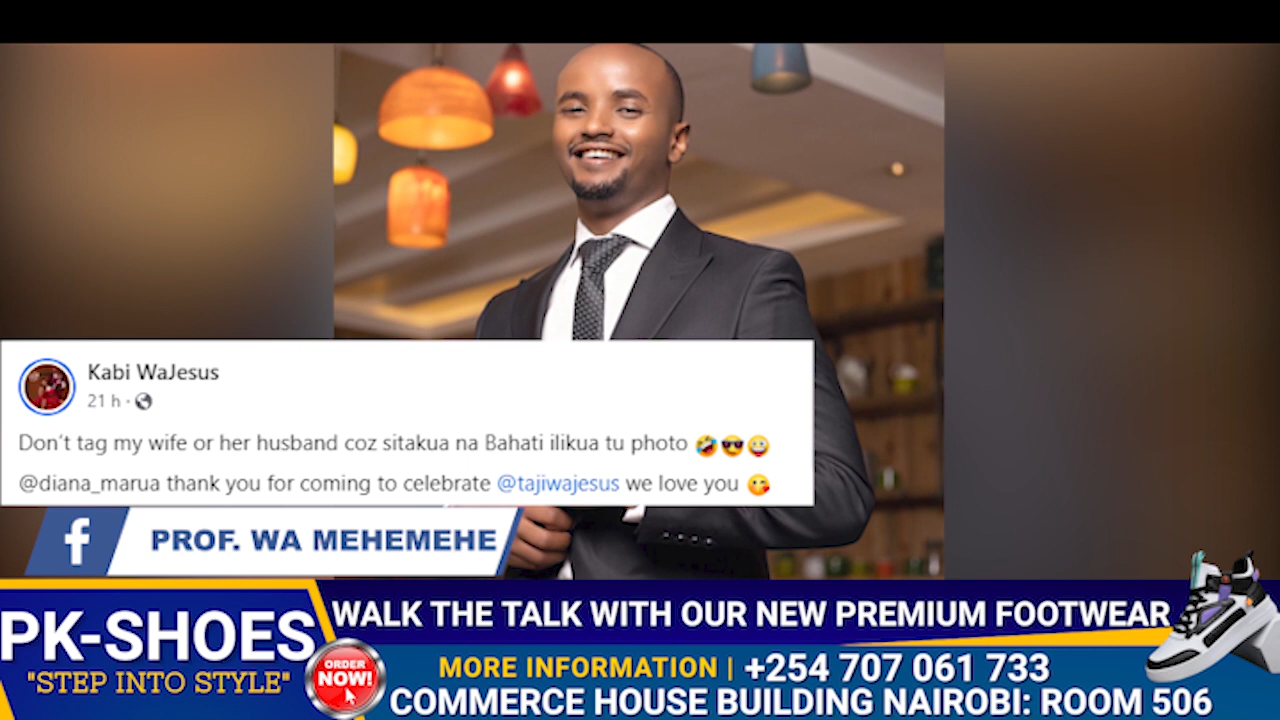 Kabi WaJesus
21 h ·
Don't tag my wife or her husband coz sitakua na Bahati ilikua tu photo 🤣😎😀
@diana_marua thank you for coming to celebrate @tajiwajesus we love you 😋
f PROF. WA MEHEMEHE
PK-SHOES
"STEP INTO STYLE"
ORDER
NOW!
WALK THE TALK WITH OUR NEW PREMIUM FOOTWEAR
MORE INFORMATION | +254 707 061 733
COMMERCE HOUSE BUILDING NAIROBI: ROOM 506